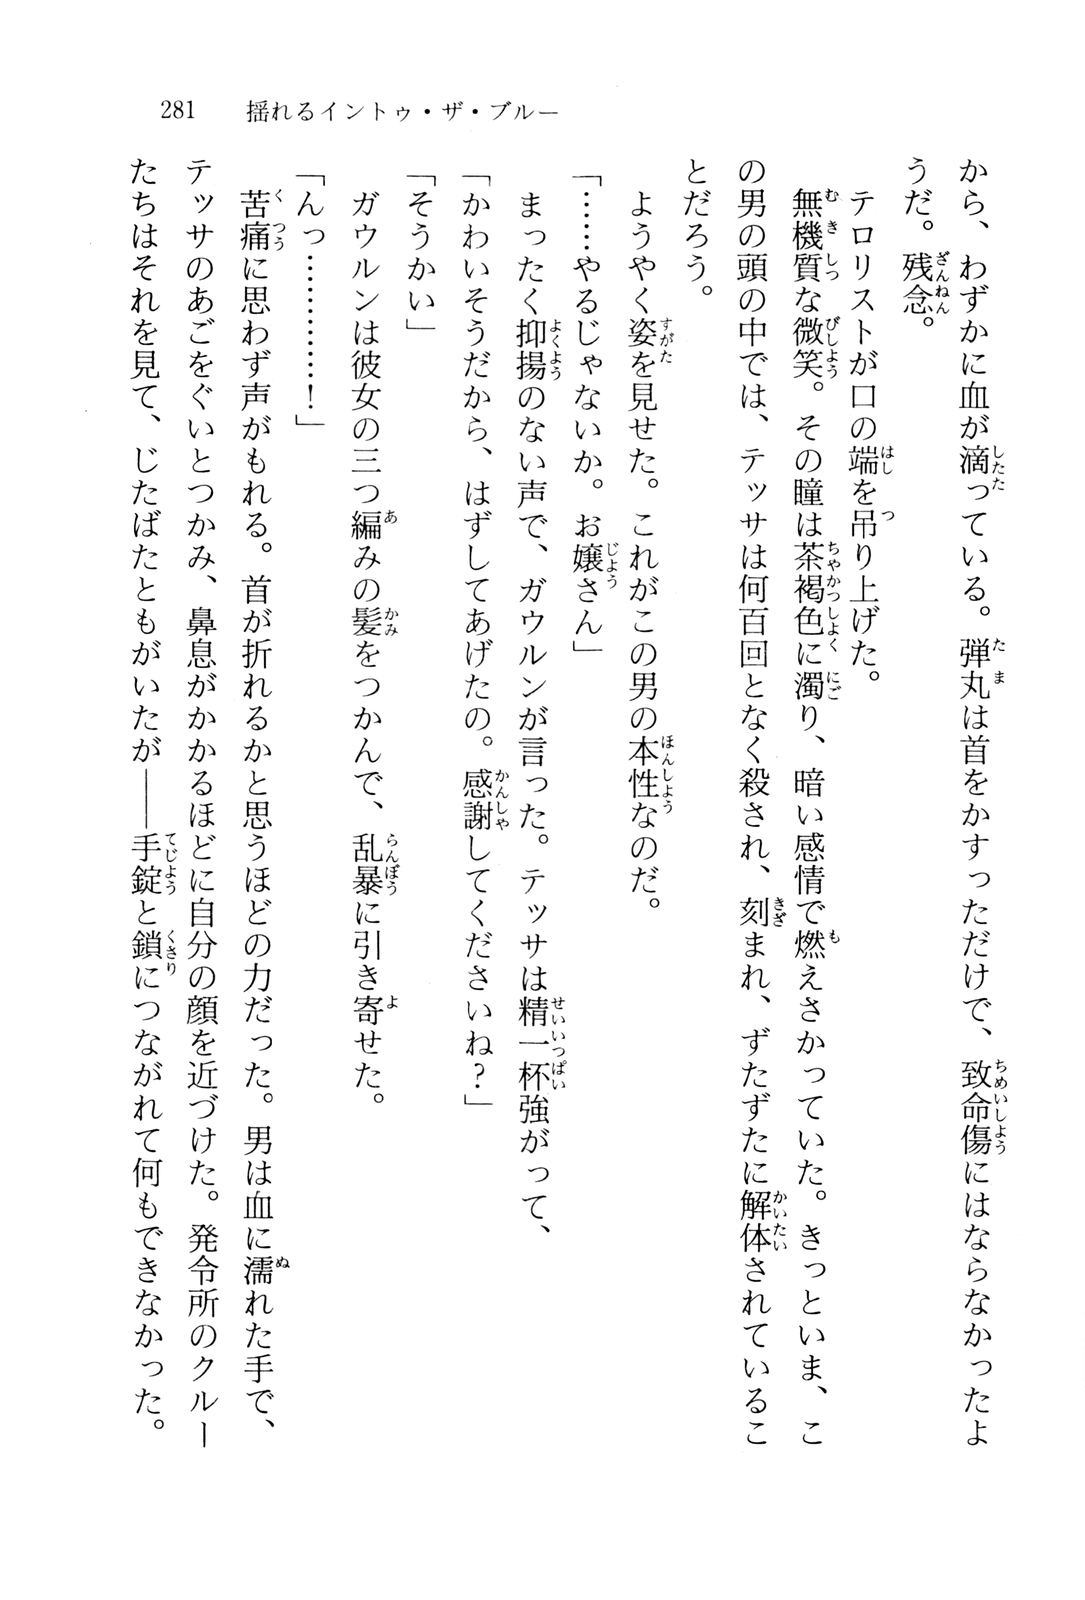 281　揺れるイントゥ・ザ・ブルー
から、わずかに血が滴っている。弾丸は首をかすっただけで、致命傷にはならなかったよ
うだ。残念。
　テロリストが口の端を吊り上げた。
　無機質な微笑。その瞳は茶褐色に濁り、暗い感情で燃えさかっていた。きっといま、こ
の男の頭の中では、テッサは何百回となく殺され、刻まれ、ずたずたに解体されているこ
とだろう。
　ようやく姿を見せた。これがこの男の本性なのだ。
「……やるじゃないか。お嬢さん」
　まったく抑揚のない声で、ガウルンが言った。テッサは精一杯強がって、
「かわいそうだから、はずしてあげたの。感謝してくださいね？」
「そうかい」
　ガウルンは彼女の三つ編みの髪をつかんで、乱暴に引き寄せた。
「んっ…………！」
　苦痛に思わず声がもれる。首が折れるかと思うほどの力だった。男は血に濡れた手で、
テッサのあごをぐいとつかみ、鼻息がかかるほどに自分の顔を近づけた。発令所のクルー
たちはそれを見て、じたばたともがいたが――手錠と鎖につながれて何もできなかった。